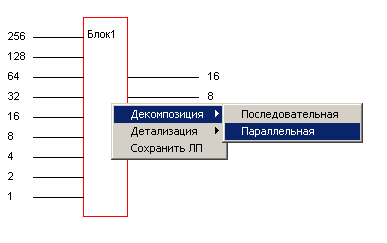 256 Блок1
128
64 16
32 8
16 Декомпозиция Последовательная
8 Детализация Параллельная
4 Сохранить ЛП
2
1